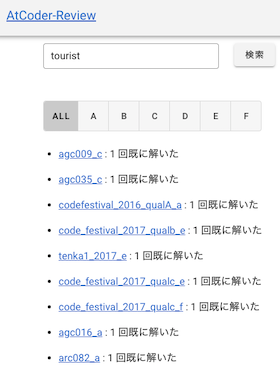 AtCoder-Review
tourist 検索
ALL A B C D E F
agc009_c : 1 回既に解いた
agc035_c : 1 回既に解いた
codefestival_2016_qualA_a : 1 回既に解いた
code_festival_2017_qualb_e : 1 回既に解いた
tenka1_2017_e : 1 回既に解いた
code_festival_2017_qualc_e : 1 回既に解いた
code_festival_2017_qualc_f : 1 回既に解いた
agc016_a : 1 回既に解いた
arc082_a : 1 回既に解いた